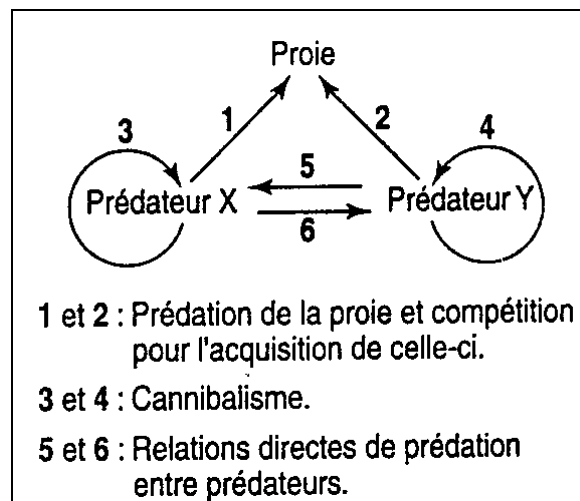 Proie
1
2
3
4
5
Prédateur X
Prédateur Y
6
1 et 2 : Prédation de la proie et compétition
pour l'acquisition de celle-ci.
3 et 4 : Cannibalisme.
5 et 6 : Relations directes de prédation
entre prédateurs.